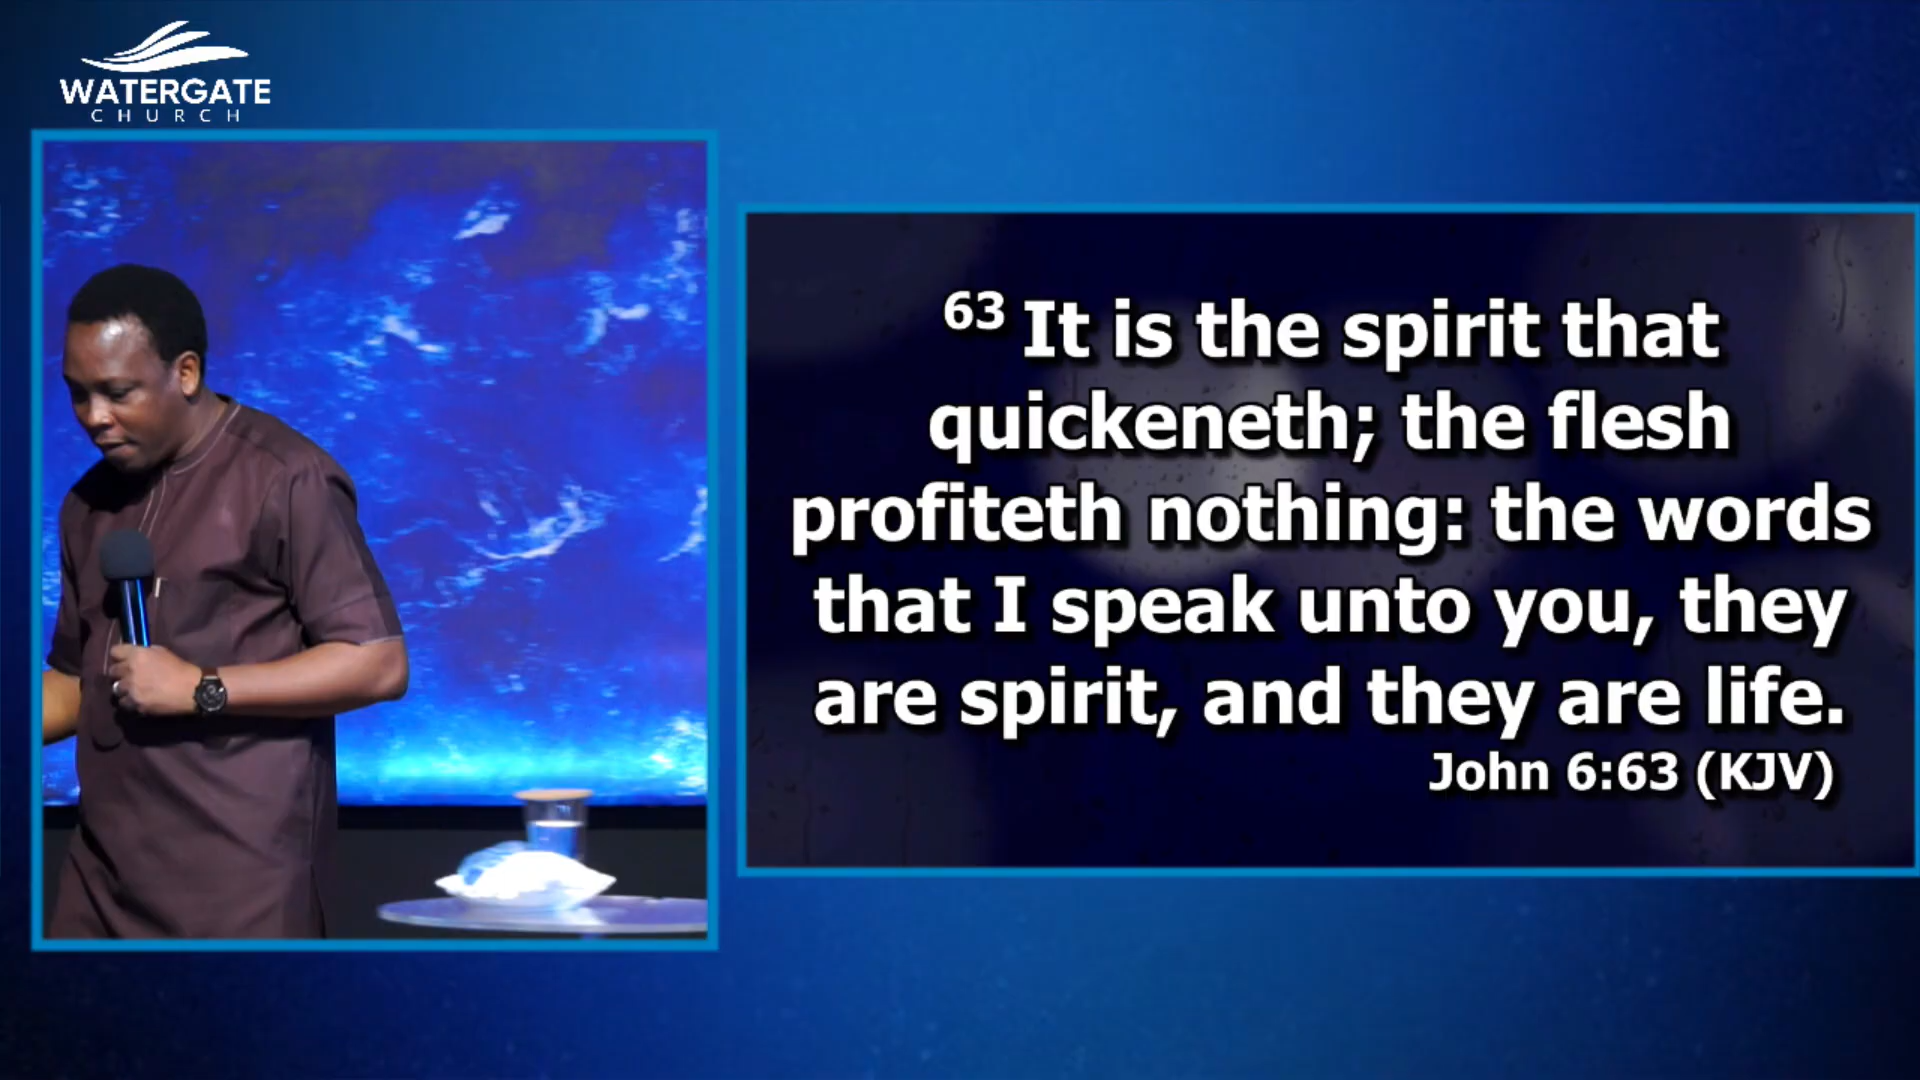 WATERGATE
CHURCH
63 It is the spirit that
quickeneth; the flesh
profiteth nothing: the words
that I speak unto you, they
are spirit, and they are life.
John 6:63 (KJV)